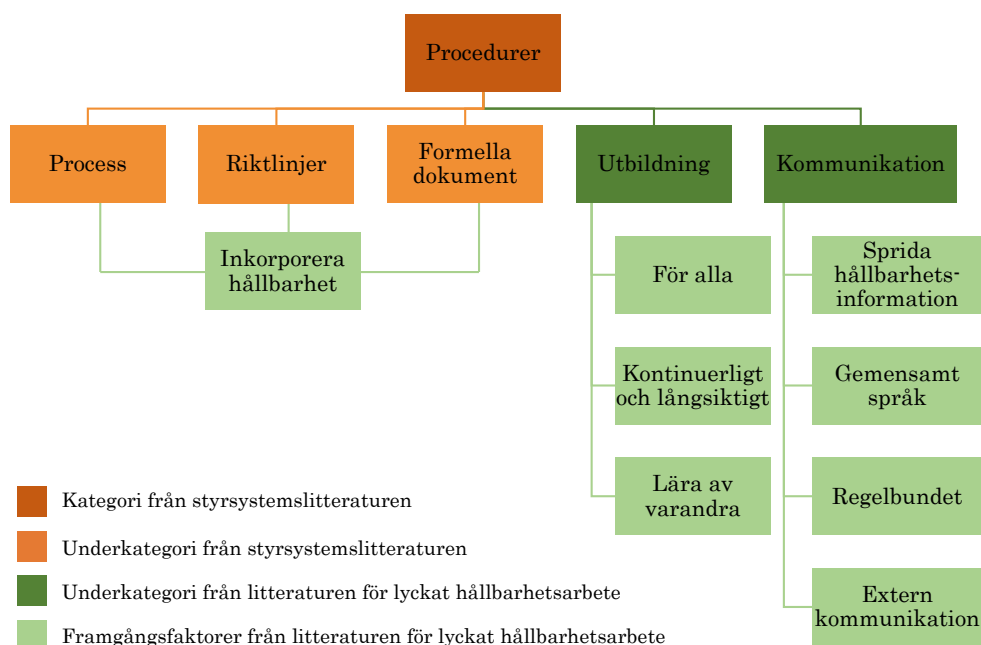 Procedurer
Process
Riktlinjer
Formella
dokument
Utbildning
Kommunikation
Inkorporera
hållbarhet
För alla
Kontinuerligt
och långsiktigt
Lära av
varandra
Sprida
hållbarhets-
information
Gemensamt
språk
Regelbundet
Extern
kommunikation
Kategori från styrsystemslitteraturen
Underkategori från styrsystemslitteraturen
Underkategori från litteraturen för lyckat hållbarhetsarbete
Framgångsfaktorer från litteraturen för lyckat hållbarhetsarbete